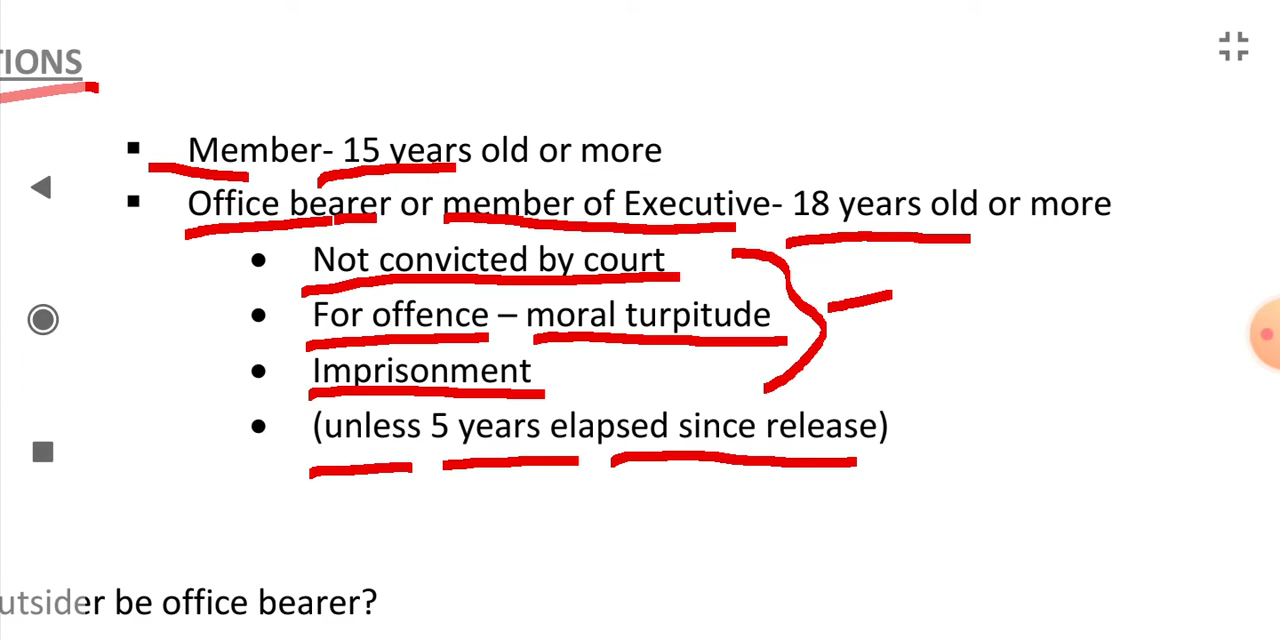 TIONS
Member- 15 years old or more
Office bearer or member of Executive- 18 years old or more
Not convicted by court
For offence – moral turpitude
Imprisonment
(unless 5 years elapsed since release)
utsider be office bearer?